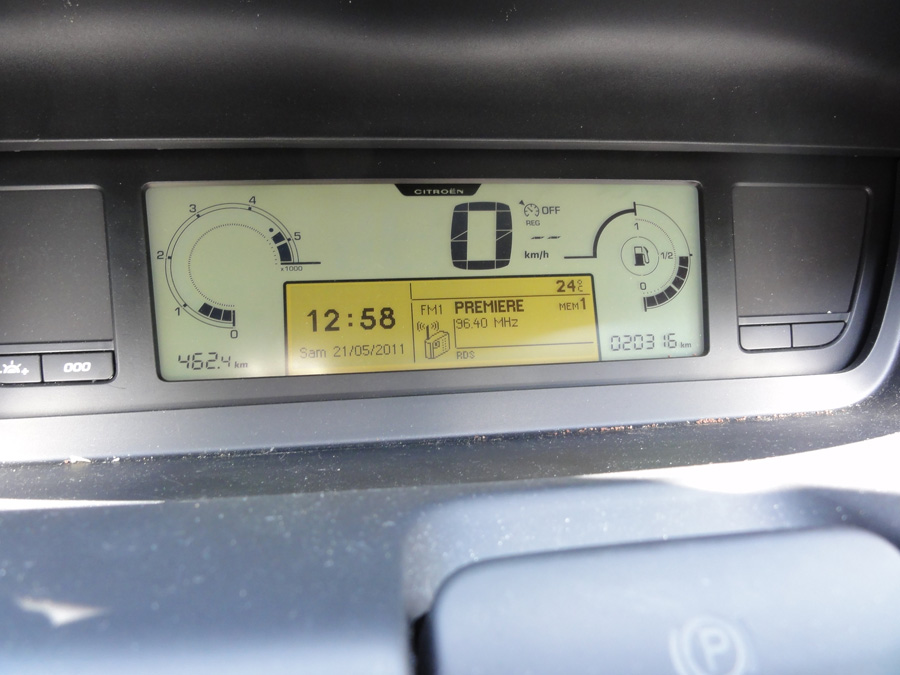 CITROËN
4
3
2
1
0
5
x1000
0
km/h
OFF
REG
--
1
1/2
0
24°C
12:58
FM1 PREMIERE MEM1
96.40 MHz
Sam 21/05/2011
RDS
462.4 km
020316 km
000
P